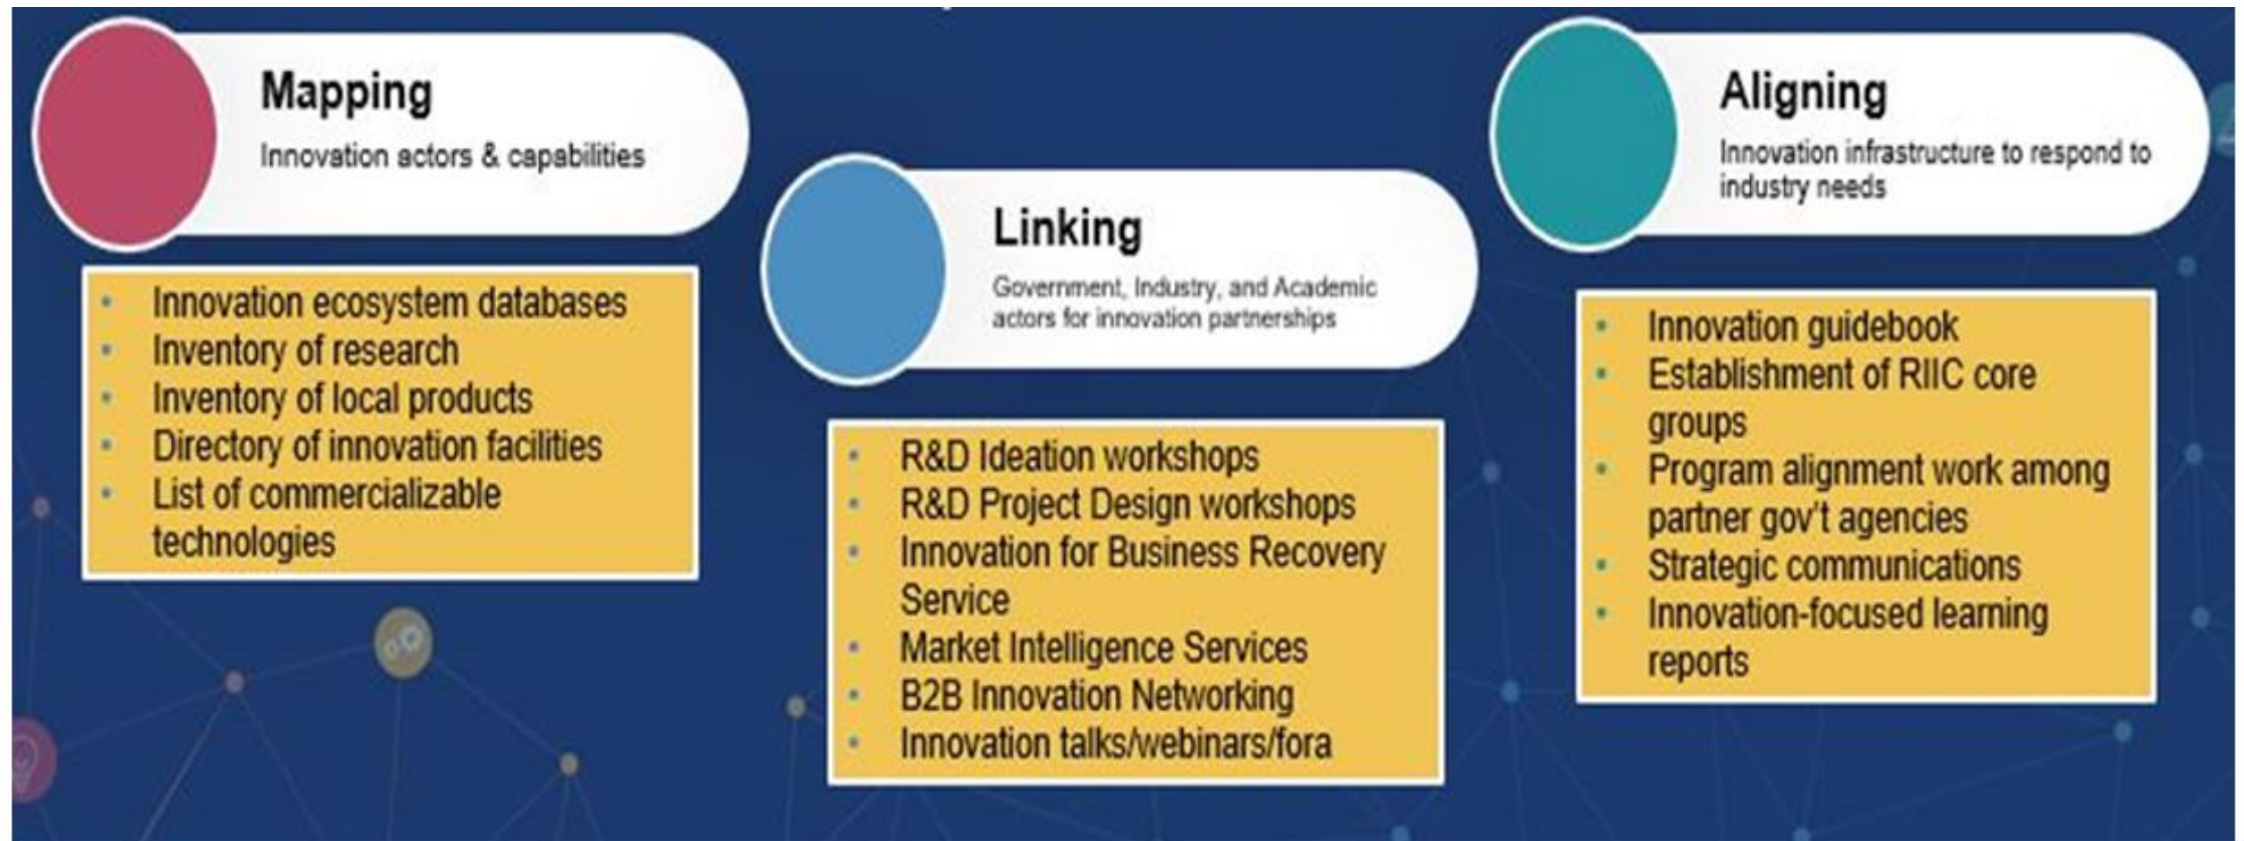 Mapping
Innovation actors & capabilities
• Innovation ecosystem databases
• Inventory of research
• Inventory of local products
• Directory of innovation facilities
• List of commercializable
technologies
Linking
Government, Industry, and Academic
actors for innovation partnerships
• R&D Ideation workshops
• R&D Project Design workshops
• Innovation for Business Recovery
Service
• Market Intelligence Services
• B2B Innovation Networking
• Innovation talks/webinars/fora
Aligning
Innovation infrastructure to respond to
industry needs
• Innovation guidebook
• Establishment of RIIC core
groups
• Program alignment work among
partner gov't agencies
• Strategic communications
• Innovation-focused learning
reports